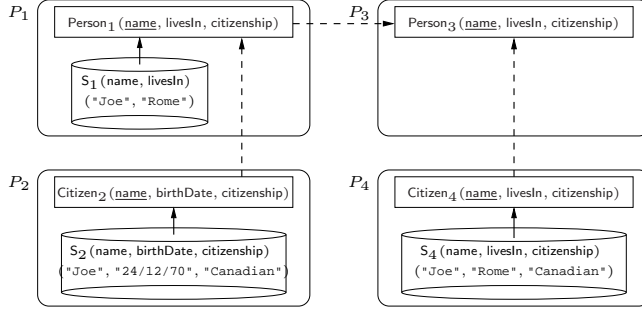 P1
Person1(name, livesIn, citizenship)
S1(name, livesIn)
("Joe", "Rome")
P3
Person3(name, livesIn, citizenship)
P2
Citizen2(name, birthDate, citizenship)
S2(name, birthDate, citizenship)
("Joe", "24/12/70", "Canadian")
P4
Citizen4(name, livesIn, citizenship)
S4(name, livesIn, citizenship)
("Joe", "Rome", "Canadian")